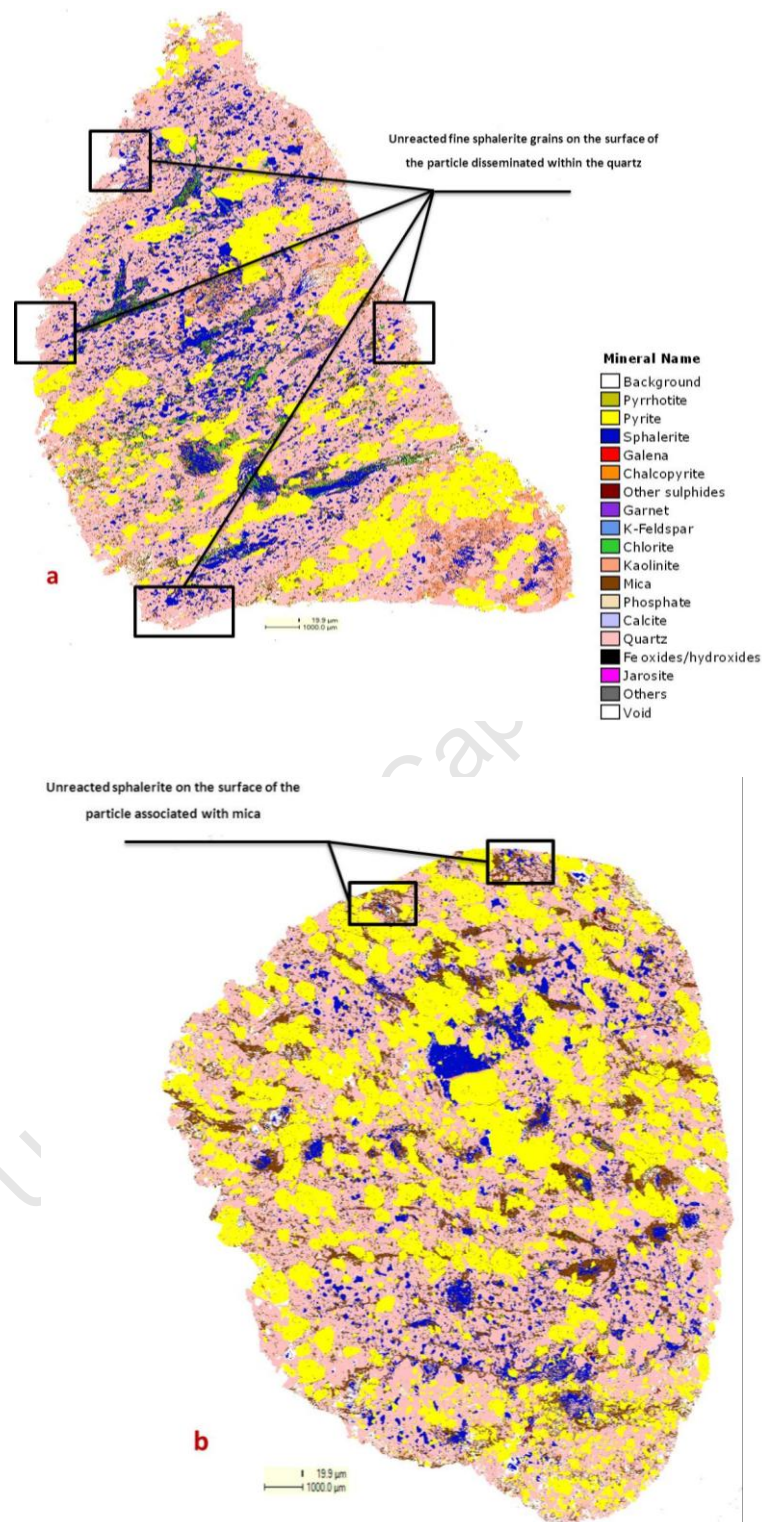 Unreacted fine sphalerite grains on the surface of
the particle disseminated within the quartz
Mineral Name
Background
Pyrrhotite
Pyrite
Sphalerite
Galena
Chalcopyrite
Other sulphides
Garnet
K-Feldspar
Chlorite
Kaolinite
Mica
Phosphate
Calcite
Quartz
Fe oxides/hydroxides
Jarosite
Others
Void
a
19.9 µm
1000.0 µm
Cap
Unreacted sphalerite on the surface of the
particle associated with mica
b
19.9 µm
1000.0 µm